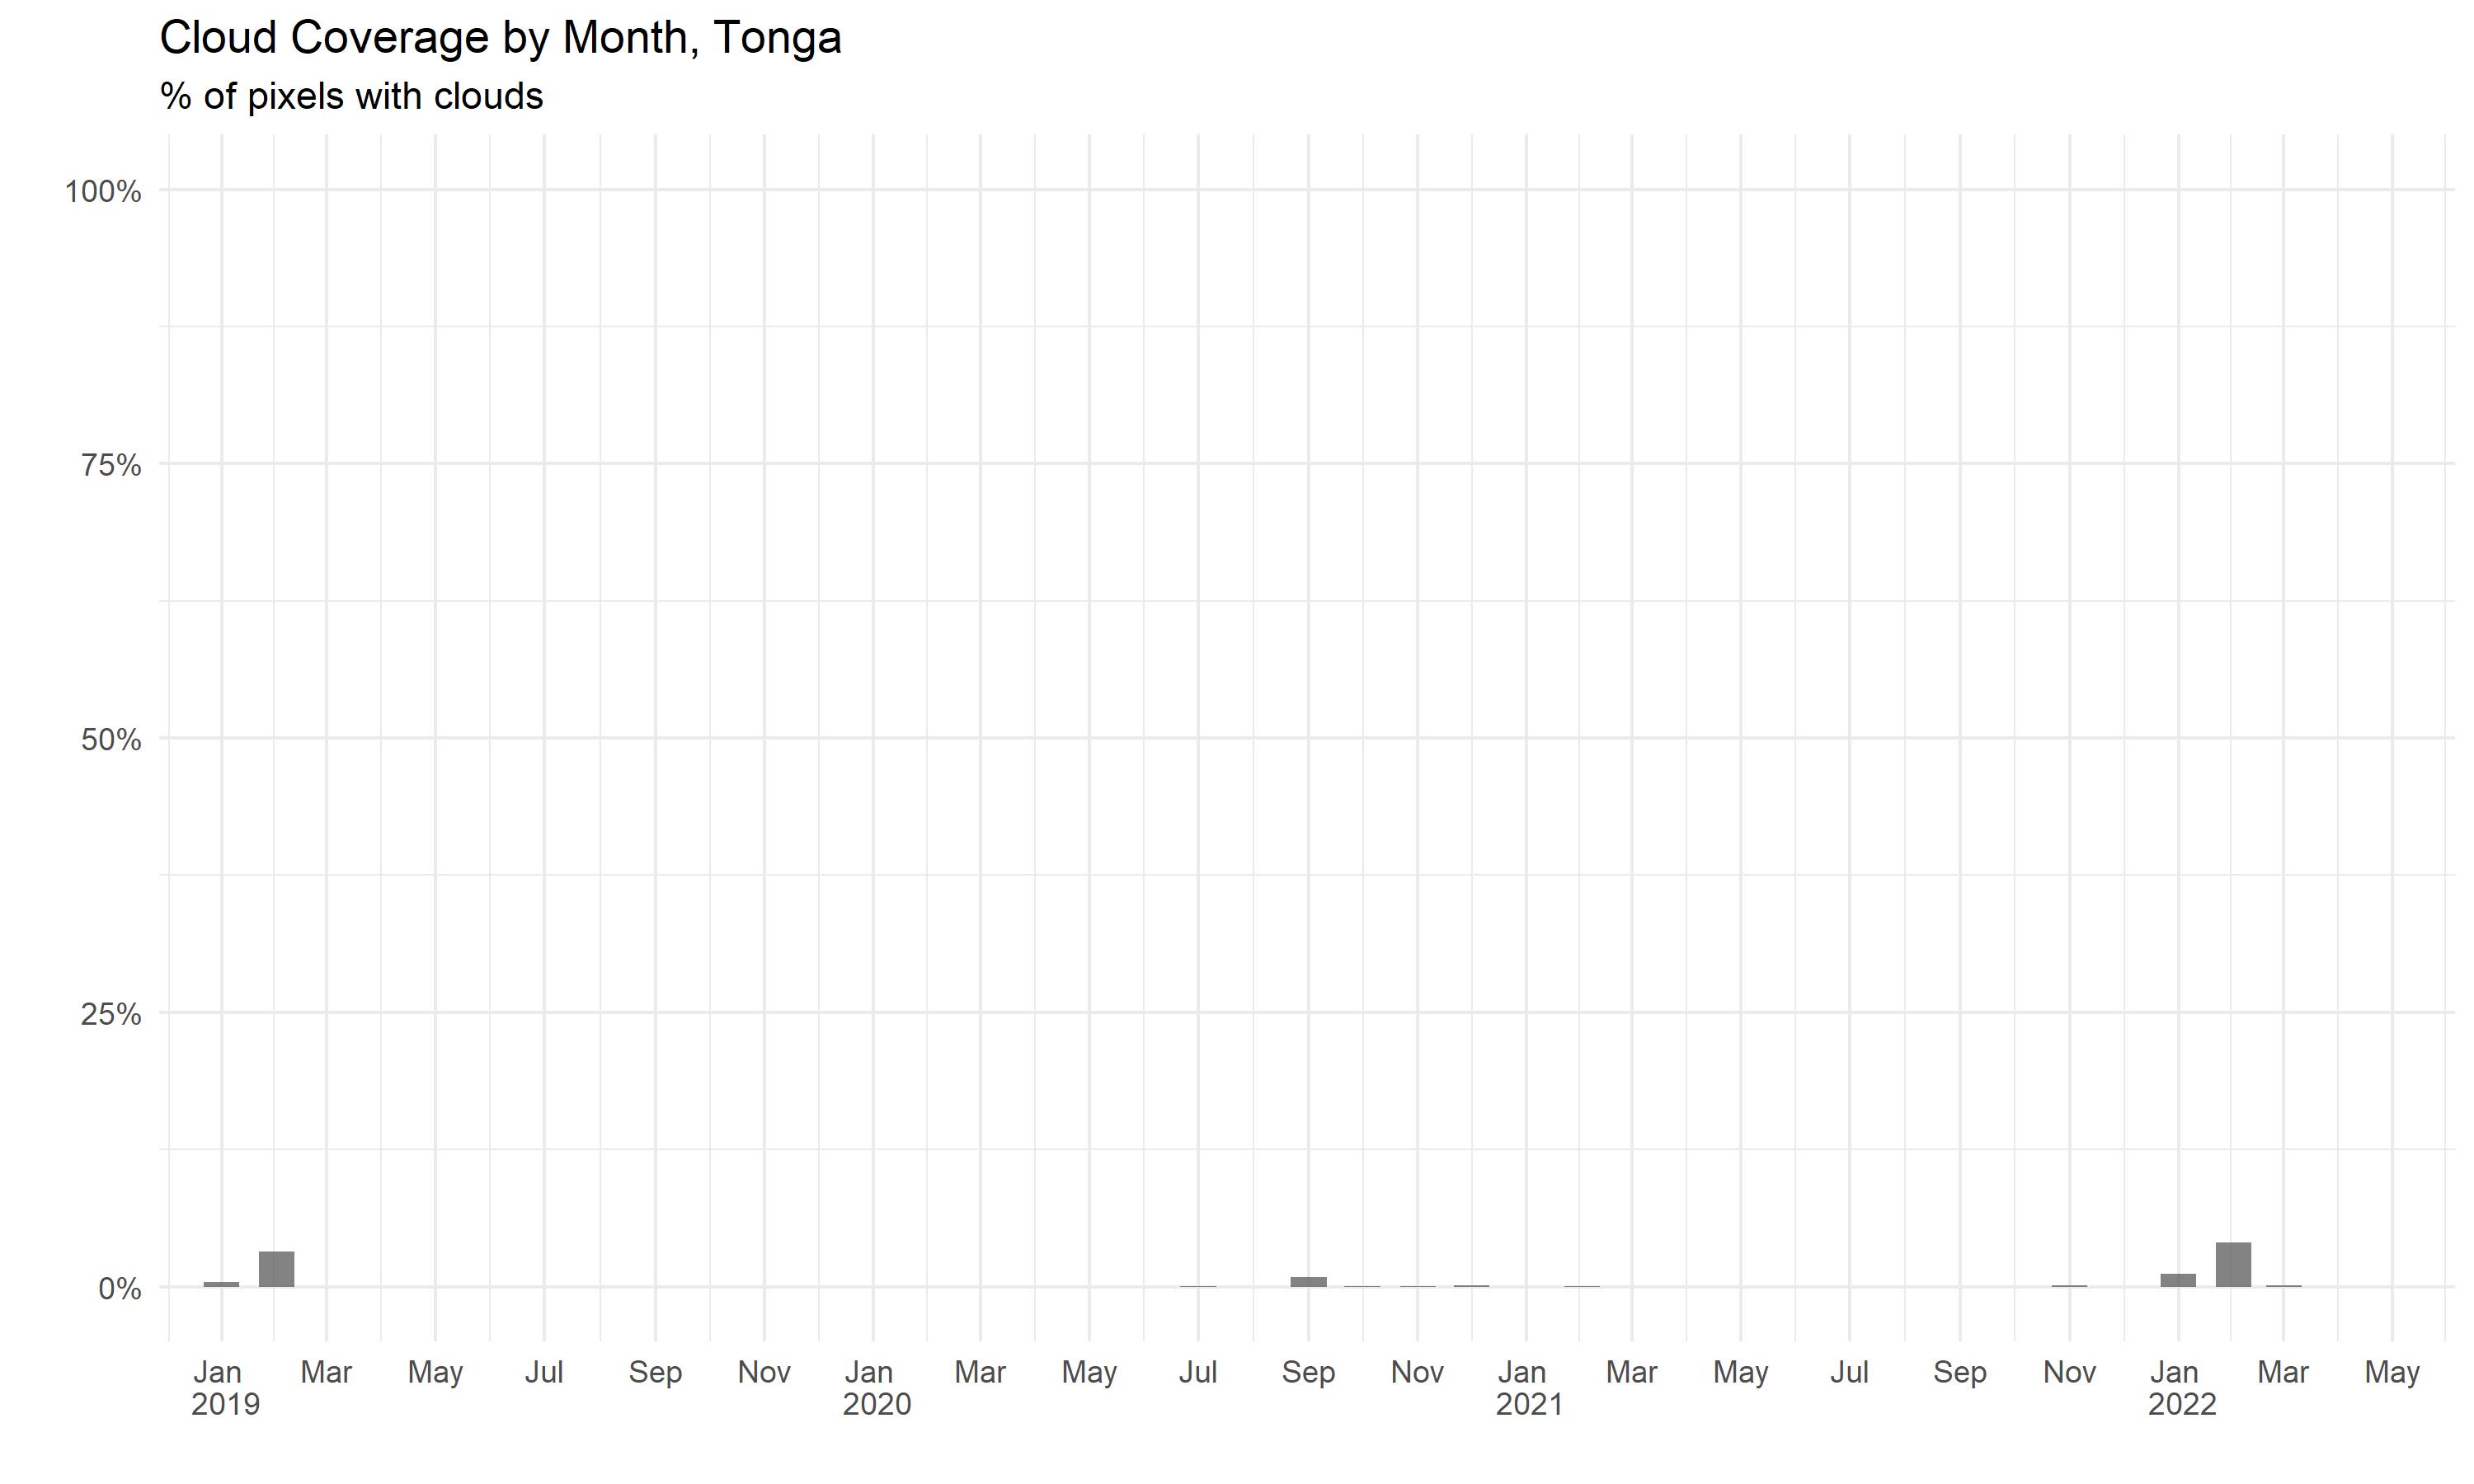 Cloud Coverage by Month, Tonga
% of pixels with clouds
100%
75%
50%
25%
0%
Jan Mar May Jul Sep Nov Jan Mar May Jul Sep Nov Jan Mar May Jul Sep Nov Jan Mar May
2019 2020 2021 2022